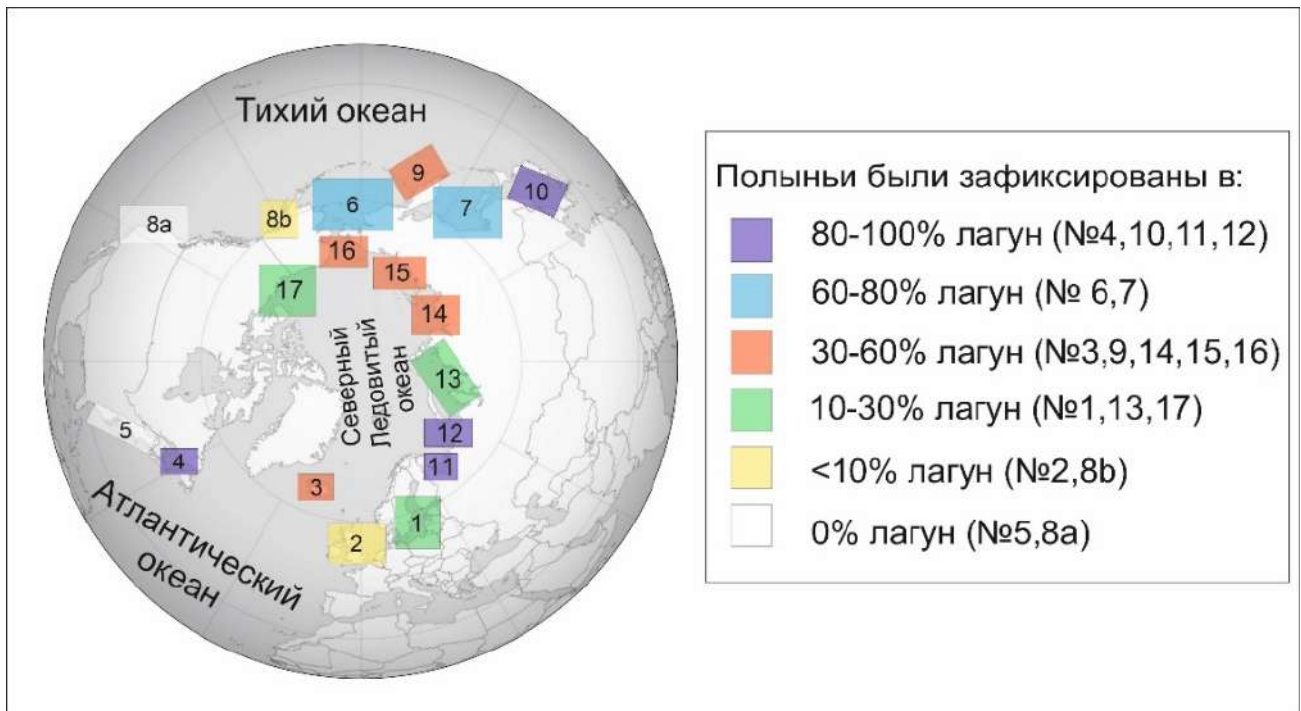 Тихий океан
9
10
8a
8b
6
7
16
15
17
14
Северный
Ледовитый
океан
13
12
5
4
11
3
1
2
Атлантический
океан
Полыньи были зафиксированы в:
80-100% лагун (№4,10,11,12)
60-80% лагун (№ 6,7)
30-60% лагун (№3,9,14,15,16)
10-30% лагун (№1,13,17)
<10% лагун (№2,8b)
0% лагун (№5,8a)